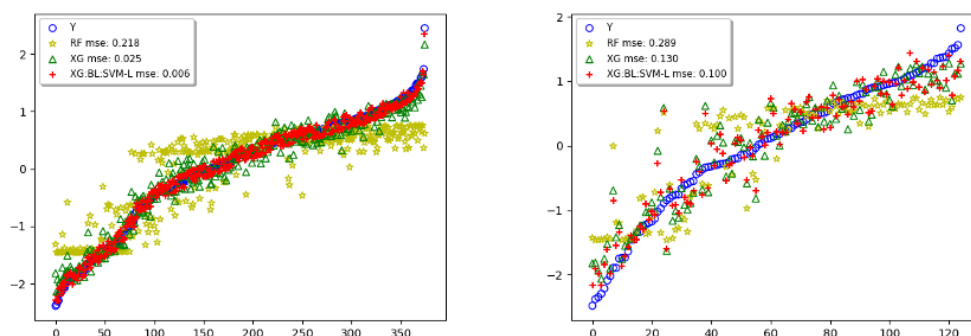 Y
RF mse: 0.218
XG mse: 0.025
XG:BL:SVM-L mse: 0.006
2
1
0
−1
−2
0 50 100 150 200 250 300 350
Y
RF mse: 0.289
XG mse: 0.130
XG:BL:SVM-L mse: 0.100
2
1
0
−1
−2
0 20 40 60 80 100 120